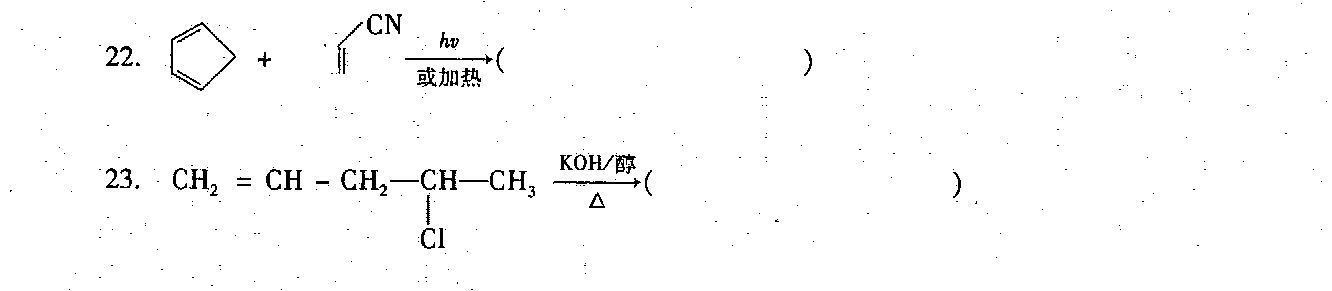 22. + CN hν 或加热 ( )
23. CH₂ = CH – CH₂—CH—CH₃ KOH/醇 △ ( )
Cl